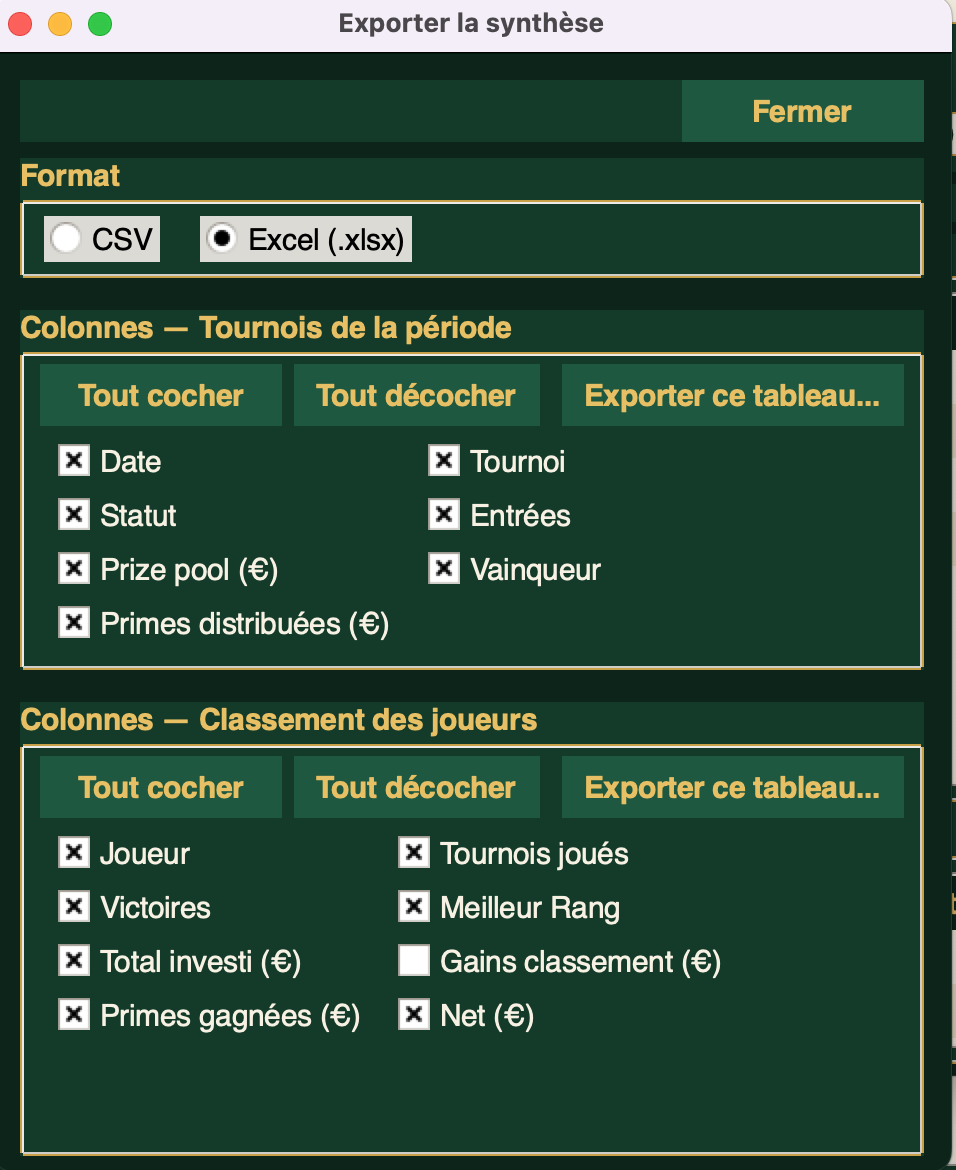 Exporter la synthèse
Fermer
Format
CSV Excel (.xlsx)
Colonnes — Tournois de la période
Tout cocher Tout décocher Exporter ce tableau...
Date Tournoi
Statut Entrées
Prize pool (€) Vainqueur
Primes distribuées (€)
Colonnes — Classement des joueurs
Tout cocher Tout décocher Exporter ce tableau...
Joueur Tournois joués
Victoires Meilleur Rang
Total investi (€) Gains classement (€)
Primes gagnées (€) Net (€)